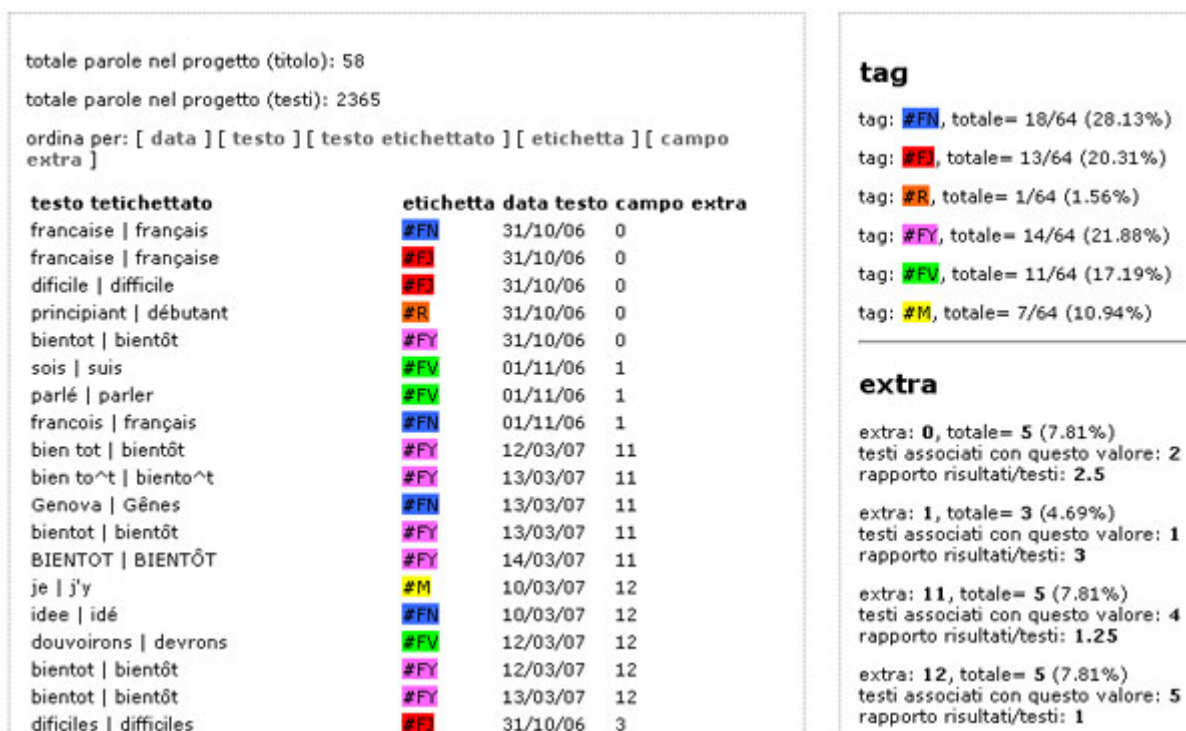 totale parole nel progetto (titolo): 58
totale parole nel progetto (testi): 2365
ordina per: [ data ] [ testo ] [ testo etichettato ] [ etichetta ] [ campo
extra ]
testo tetichettato etichetta data testo campo extra
francaise | français #FN 31/10/06 0
francaise | française #FJ 31/10/06 0
dificile | difficile #FJ 31/10/06 0
principiant | débutant #R 31/10/06 0
bientot | bientôt #FY 31/10/06 0
sois | suis #FV 01/11/06 1
parlé | parler #FV 01/11/06 1
francois | français #FN 01/11/06 1
bien tot | bientôt #FY 12/03/07 11
bien to^t | biento^t #FY 13/03/07 11
Genova | Gênes #FN 13/03/07 11
bientot | bientôt #FY 13/03/07 11
BIENTOT | BIENTÔT #FY 14/03/07 11
je | j'y #M 10/03/07 12
idee | idé #FN 10/03/07 12
douvoirons | devrons #FV 12/03/07 12
bientot | bientôt #FY 12/03/07 12
bientot | bientôt #FY 13/03/07 12
dificiles | difficiles #FJ 31/10/06 3
tag
tag: #FN, totale= 18/64 (28.13%)
tag: #FJ, totale= 13/64 (20.31%)
tag: #R, totale= 1/64 (1.56%)
tag: #FY, totale= 14/64 (21.88%)
tag: #FV, totale= 11/64 (17.19%)
tag: #M, totale= 7/64 (10.94%)
extra
extra: 0, totale= 5 (7.81%)
testi associati con questo valore: 2
rapporto risultati/testi: 2.5
extra: 1, totale= 3 (4.69%)
testi associati con questo valore: 1
rapporto risultati/testi: 3
extra: 11, totale= 5 (7.81%)
testi associati con questo valore: 4
rapporto risultati/testi: 1.25
extra: 12, totale= 5 (7.81%)
testi associati con questo valore: 5
rapporto risultati/testi: 1